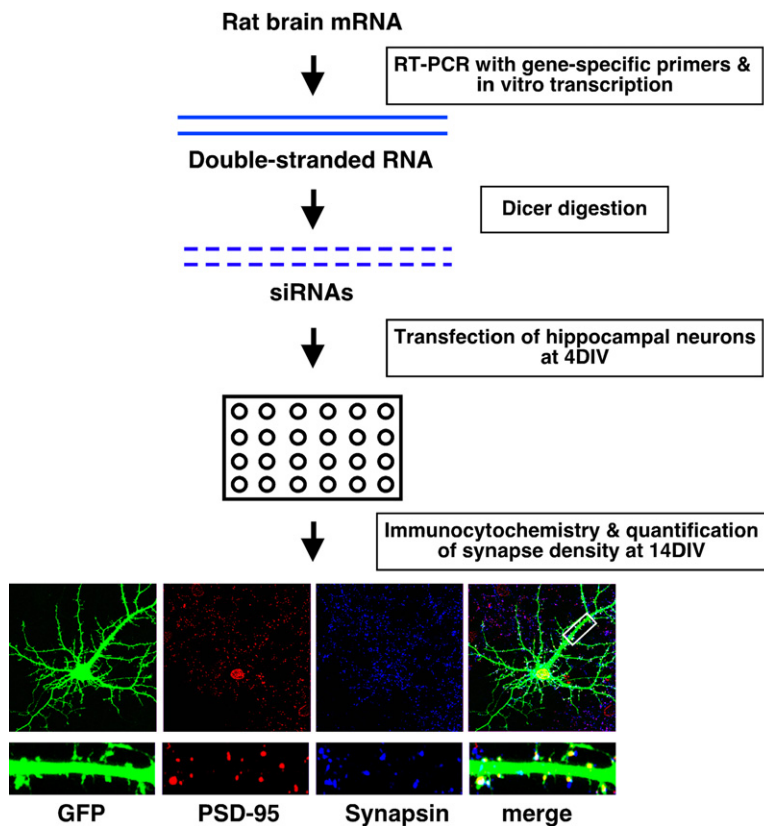 Rat brain mRNA
RT-PCR with gene-specific primers &
in vitro transcription
Double-stranded RNA
Dicer digestion
siRNAs
Transfection of hippocampal neurons
at 4DIV
Immunocytochemistry & quantification
of synapse density at 14DIV
GFP PSD-95 Synapsin merge